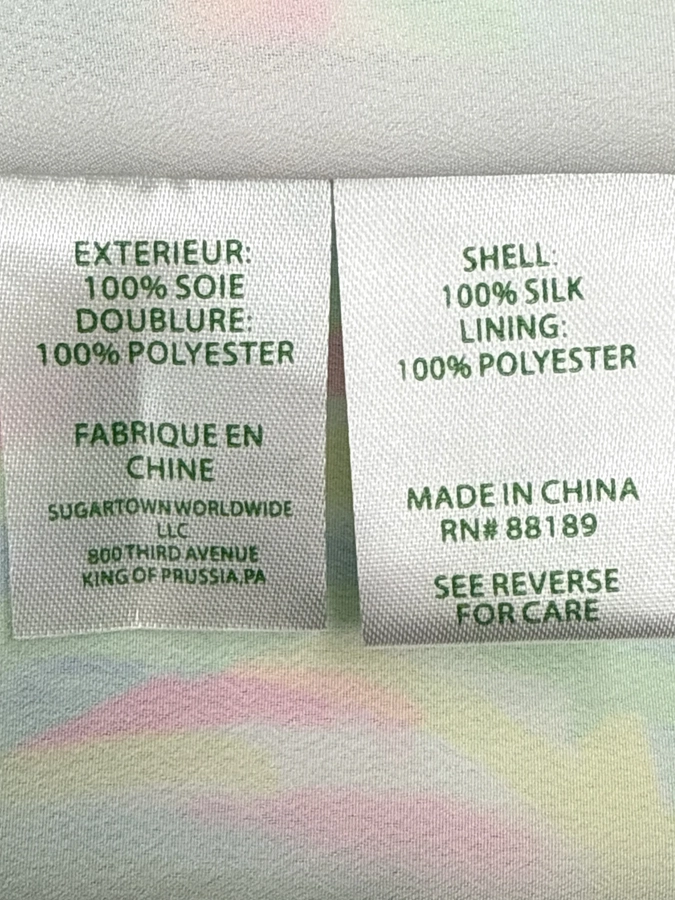 EXTERIEUR:
100% SOIE
DOUBLURE:
100% POLYESTER
FABRIQUE EN
CHINE
SUGARTOWN WORLDWIDE
LLC
800 THIRD AVENUE
KING OF PRUSSIA,PA
SHELL:
100% SILK
LINING:
100% POLYESTER
MADE IN CHINA
RN# 88189
SEE REVERSE
FOR CARE